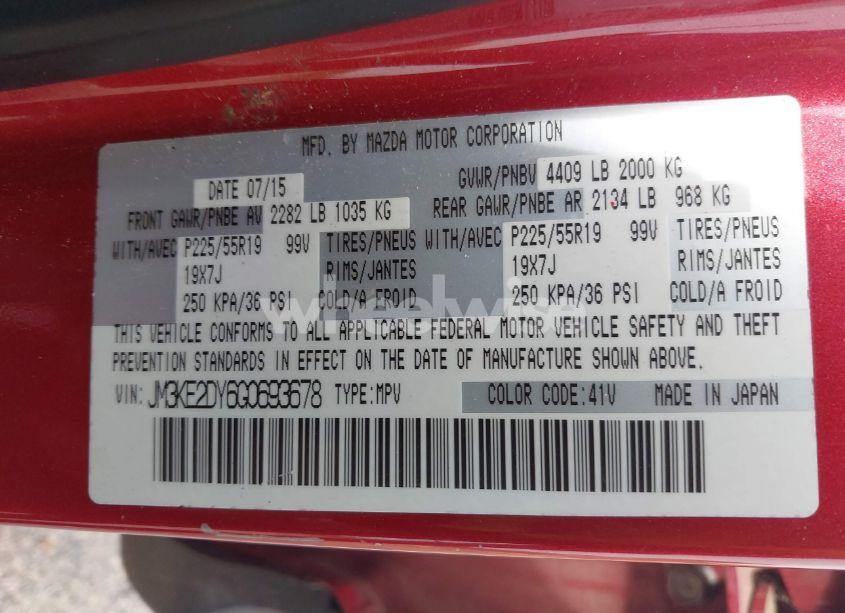 MFD. BY MAZDA MOTOR CORPORATION
DATE 07/15 GVWR/PNBV 4409 LB 2000 KG
FRONT GAWR/PNBE AV 2282 LB 1035 KG REAR GAWR/PNBE AR 2134 LB 968 KG
WITH/AVEC P225/55R19 99V TIRES/PNEUS WITH/AVEC P225/55R19 99V TIRES/PNEUS
19X7J RIMS/JANTES 19X7J RIMS/JANTES
250 KPA/36 PSI COLD/A FROID 250 KPA/36 PSI COLD/A FROID
wheelwise
THIS VEHICLE CONFORMS TO ALL APPLICABLE FEDERAL MOTOR VEHICLE SAFETY AND THEFT
PREVENTION STANDARDS IN EFFECT ON THE DATE OF MANUFACTURE SHOWN ABOVE.
VIN: JM3KE2DY6G0693678 TYPE:MPV COLOR CODE:41V MADE IN JAPAN